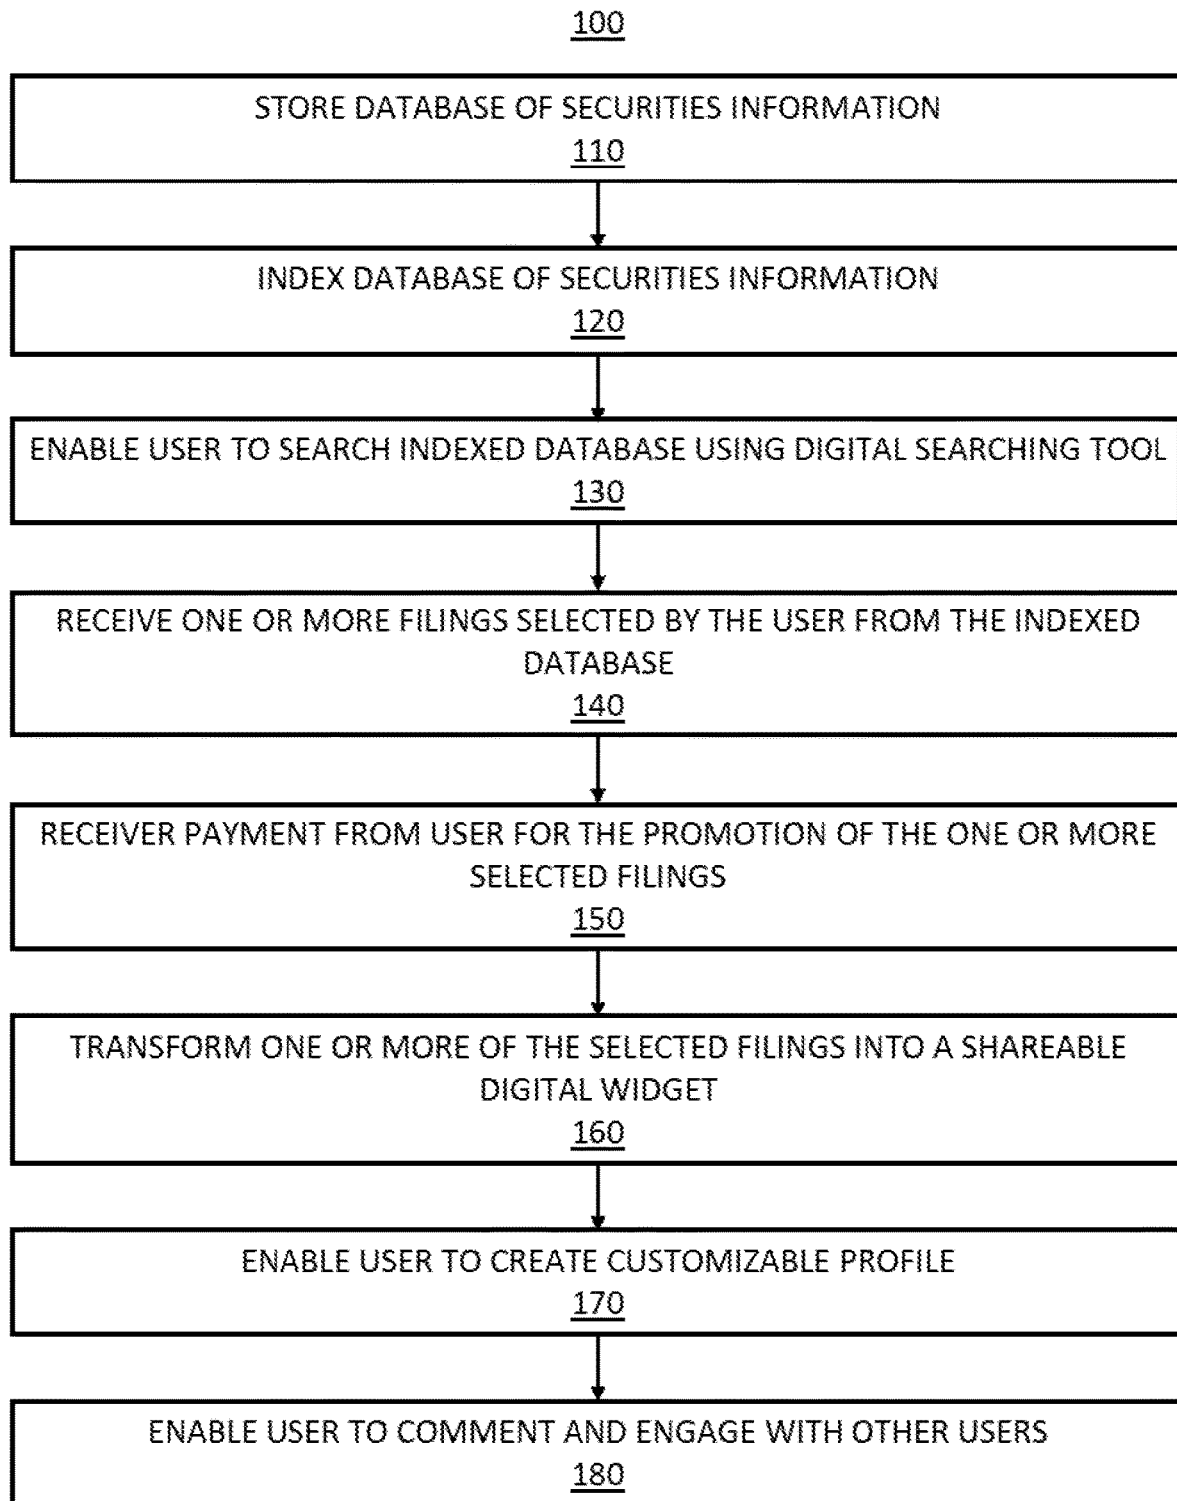 100
STORE DATABASE OF SECURITIES INFORMATION
110
INDEX DATABASE OF SECURITIES INFORMATION
120
ENABLE USER TO SEARCH INDEXED DATABASE USING DIGITAL SEARCHING TOOL
130
RECEIVE ONE OR MORE FILINGS SELECTED BY THE USER FROM THE INDEXED
DATABASE
140
RECEIVER PAYMENT FROM USER FOR THE PROMOTION OF THE ONE OR MORE
SELECTED FILINGS
150
TRANSFORM ONE OR MORE OF THE SELECTED FILINGS INTO A SHAREABLE
DIGITAL WIDGET
160
ENABLE USER TO CREATE CUSTOMIZABLE PROFILE
170
ENABLE USER TO COMMENT AND ENGAGE WITH OTHER USERS
180